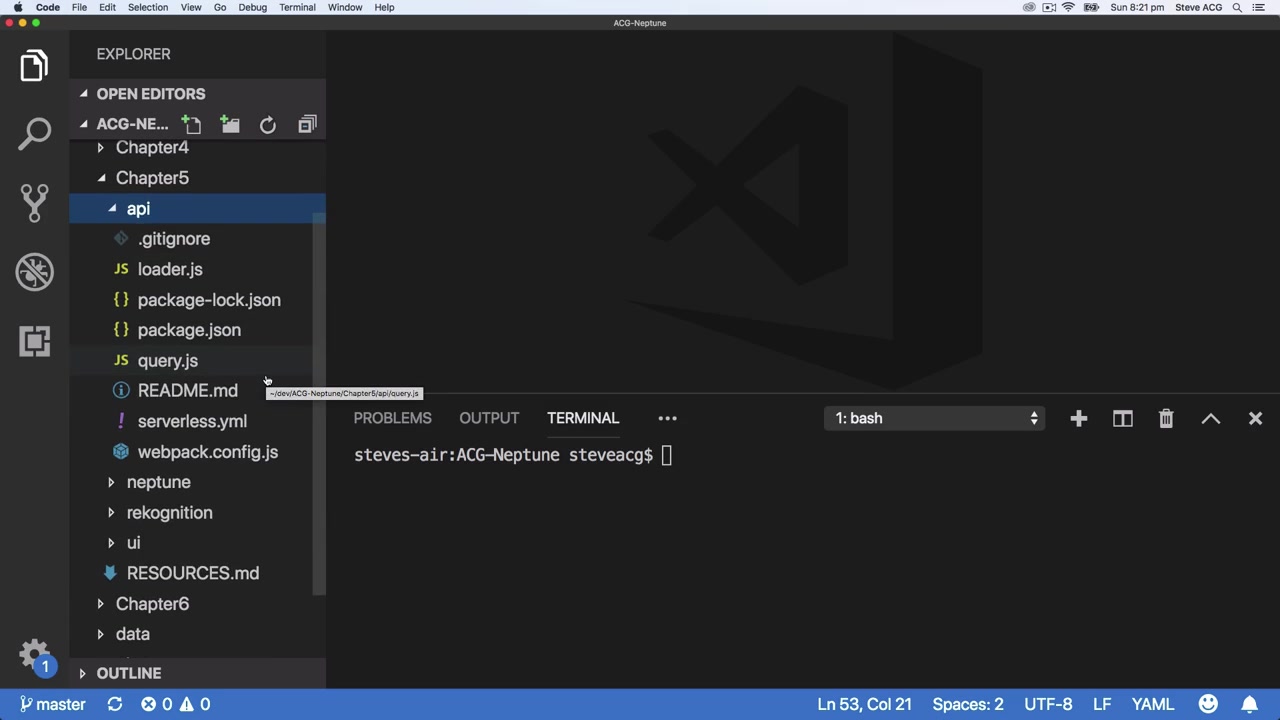 Code File Edit Selection View Go Debug Terminal Window Help Sun 8:21 pm Steve ACG
ACG-Neptune
EXPLORER
OPEN EDITORS
ACG-NE...
Chapter4
Chapter5
api
.gitignore
JS loader.js
{} package-lock.json
{} package.json
JS query.js
README.md
~/dev/ACG-Neptune/Chapter5/api/query.js
! serverless.yml
webpack.config.js
neptune
rekognition
ui
RESOURCES.md
Chapter6
data
OUTLINE
PROBLEMS OUTPUT TERMINAL ••• 1: bash
steves-air:ACG-Neptune steveacg$
1
master 0 0 Ln 53, Col 21 Spaces: 2 UTF-8 LF YAML